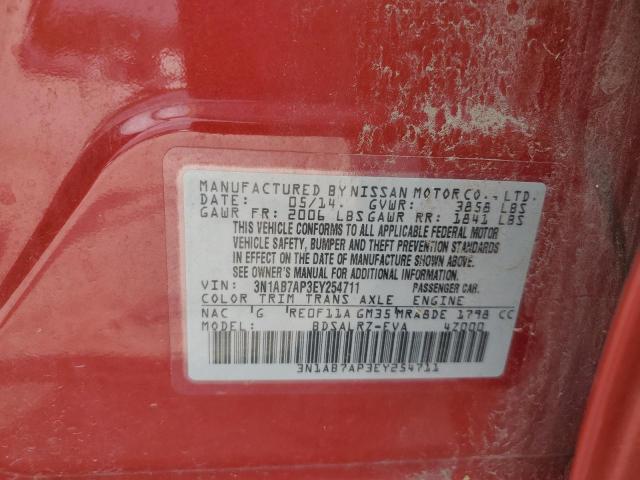 MANUFACTURED BY NISSAN MOTOR CO., LTD.
DATE: 05/14. GVWR: 3858 LBS
GAWR FR: 2006 LBS GAWR RR: 1841 LBS
THIS VEHICLE CONFORMS TO ALL APPLICABLE FEDERAL MOTOR
VEHICLE SAFETY, BUMPER AND THEFT PREVENTION STANDARDS
IN EFFECT ON THE DATE OF MANUFACTURE SHOWN ABOVE.
SEE OWNER'S MANUAL FOR ADDITIONAL INFORMATION.
VIN: 3N1AB7AP3EY254711 PASSENGER CAR.
COLOR TRIM TRANS AXLE ENGINE
NAC G RE0F11A GM35 MRA8DE 1798 CC
BDSALRZ-EVA 4Z000
3N1AB7AP3EY254711